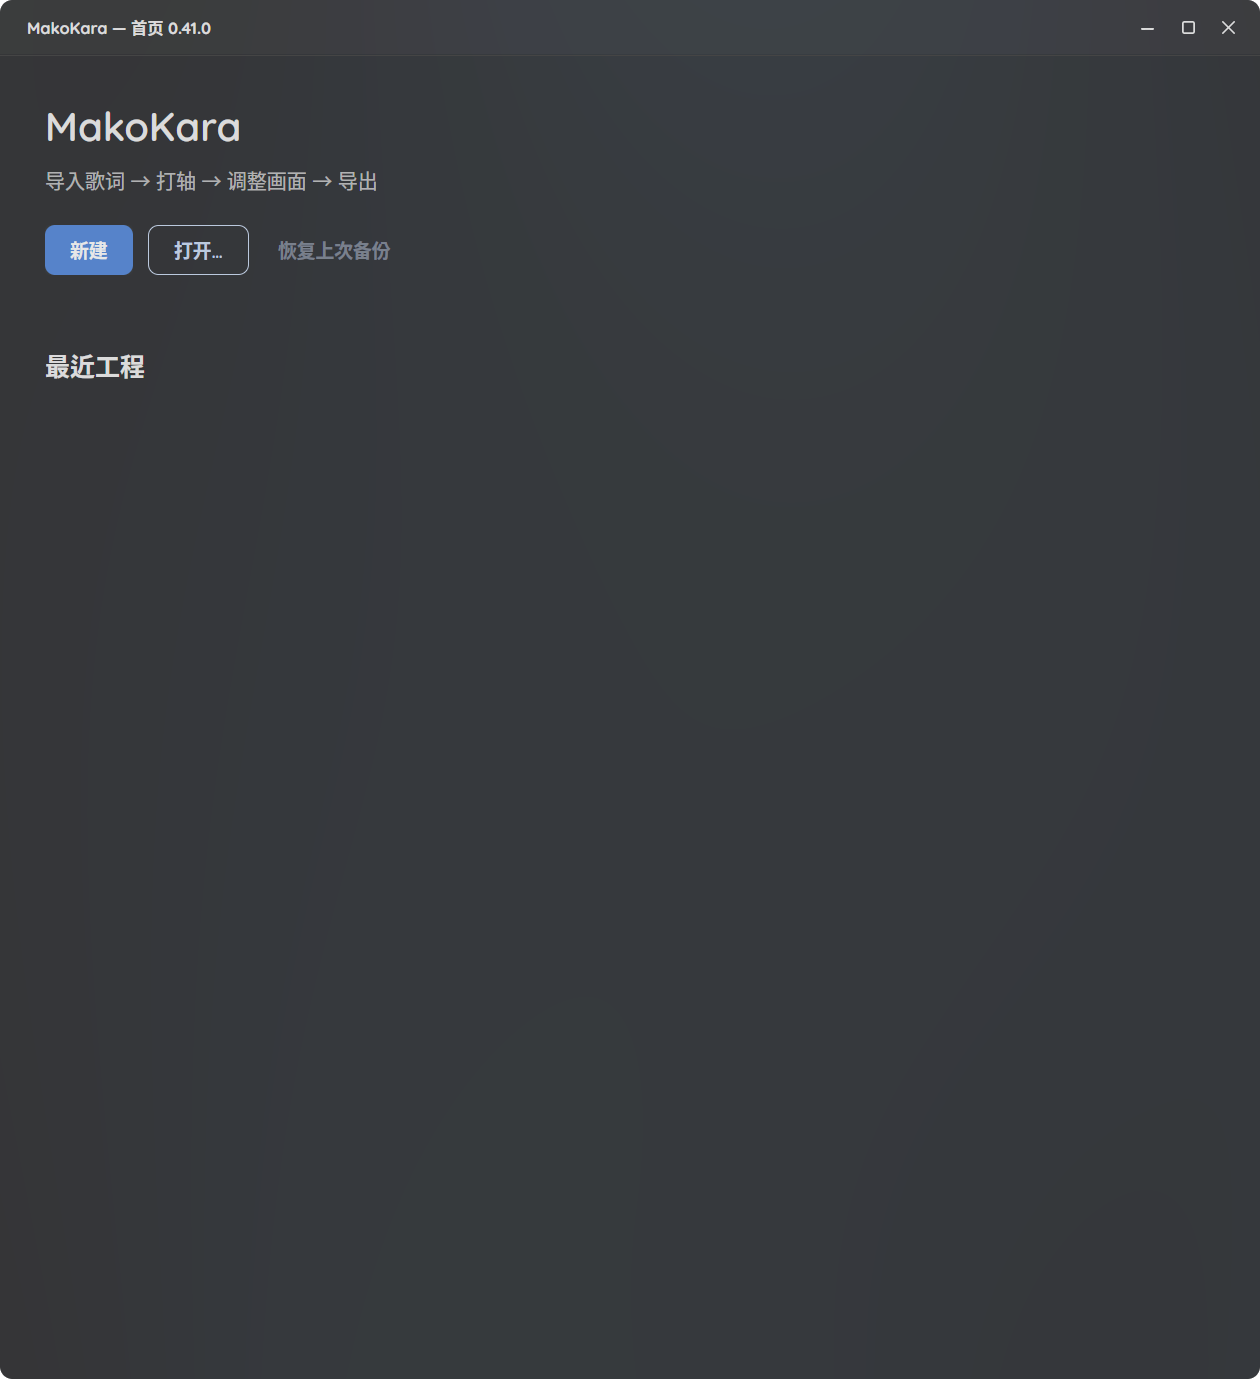 MakoKara — 首页 0.41.0
MakoKara
导入歌词 → 打轴 → 调整画面 → 导出
新建
打开...
恢复上次备份
最近工程